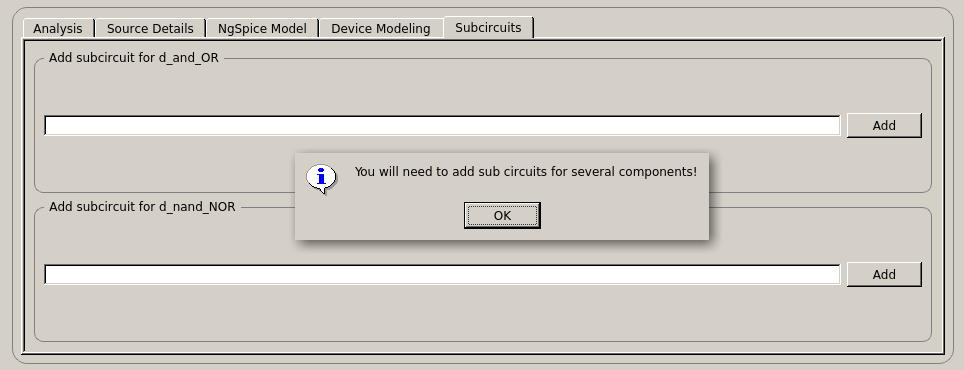 Analysis Source Details NgSpice Model Device Modeling Subcircuits
Add subcircuit for d_and_OR
Add
You will need to add sub circuits for several components!
OK
Add subcircuit for d_nand_NOR
Add